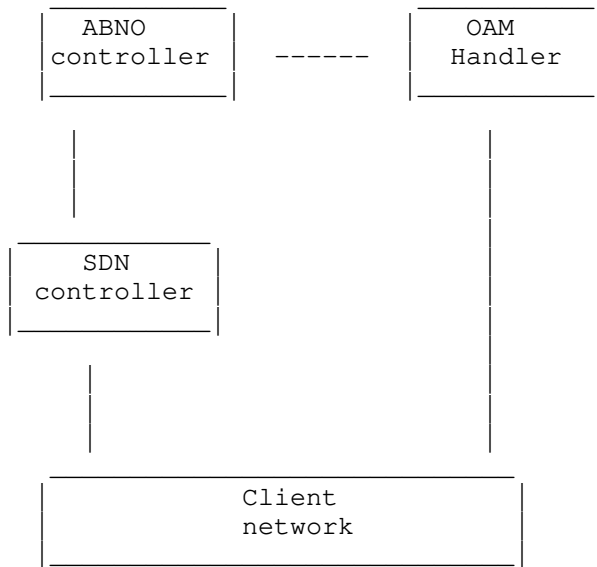 ABNO
controller
OAM
Handler
SDN
controller
Client
network